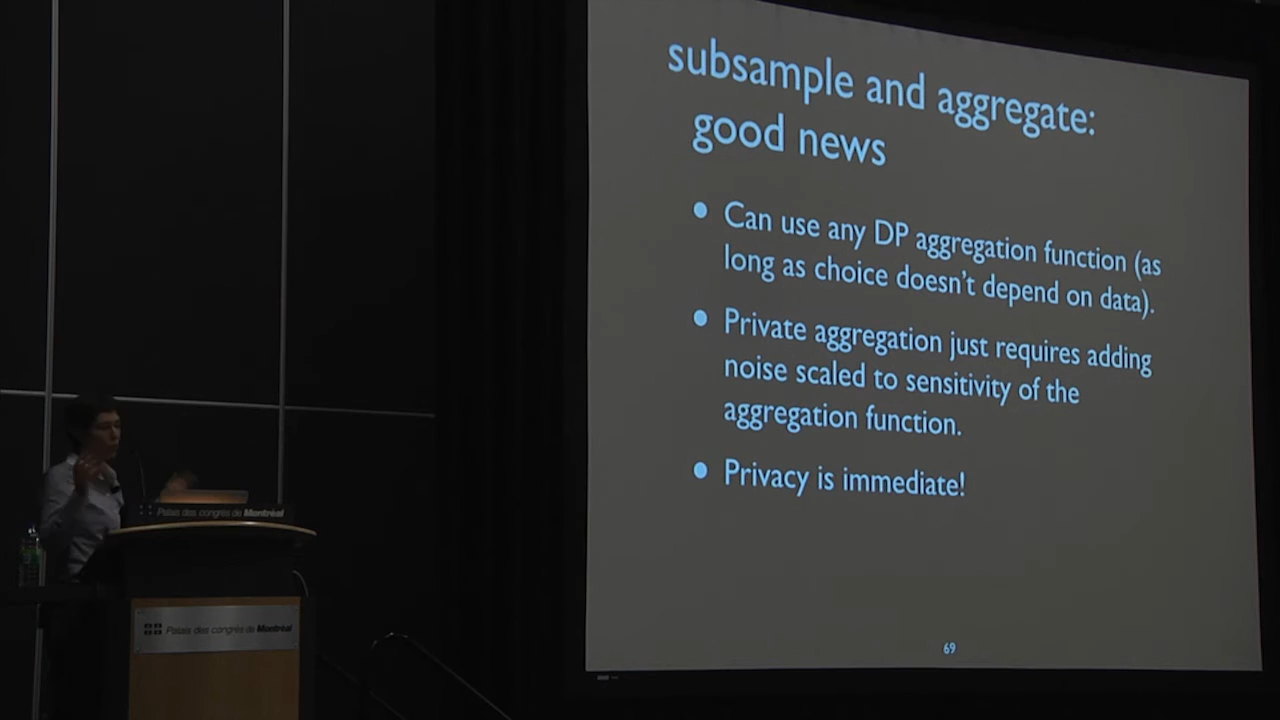 subsample and aggregate:
good news
• Can use any DP aggregation function (as
long as choice doesn't depend on data).
• Private aggregation just requires adding
noise scaled to sensitivity of the
aggregation function.
• Privacy is immediate!
69
Palais des congrès de Montréal
Palais des congrès de Montréal